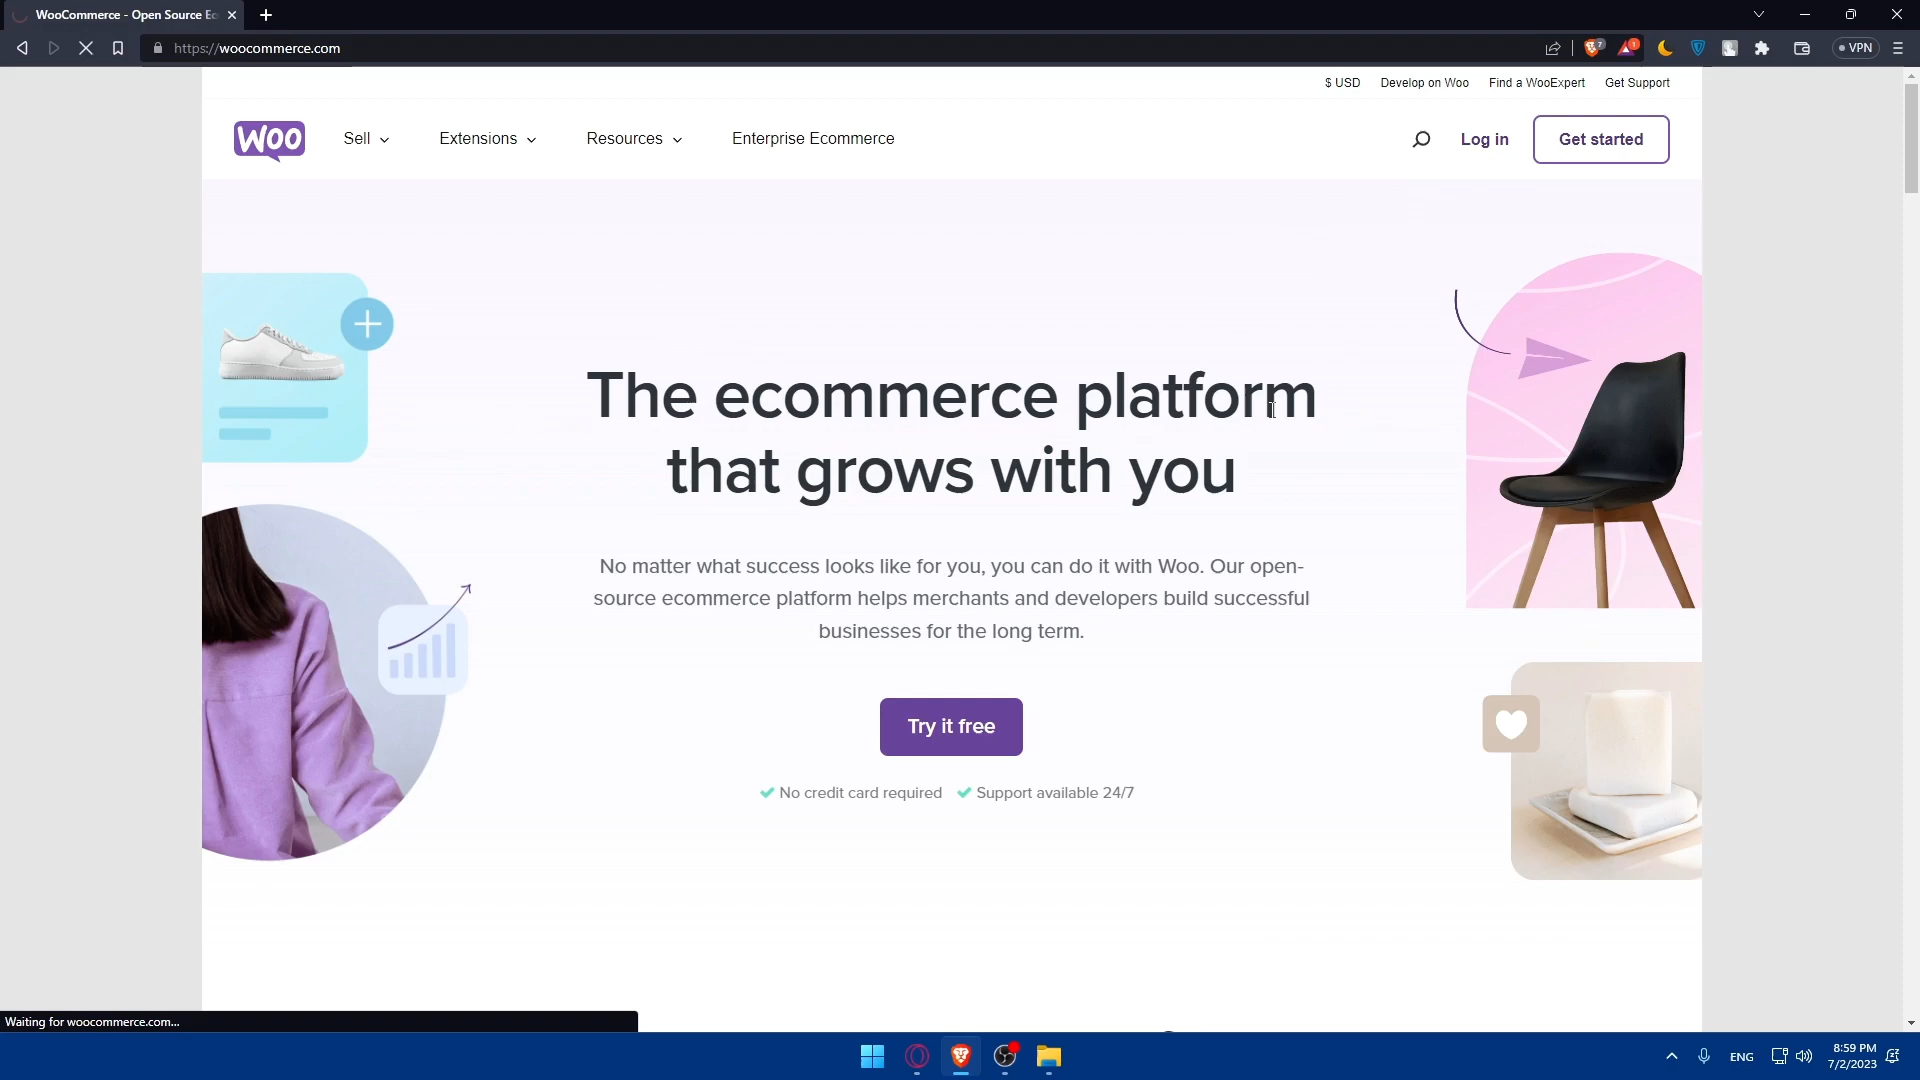 WooCommerce - Open Source Ec
https://woocommerce.com
7
1
VPN
$ USD
Develop on Woo
Find a WooExpert
Get Support
WOO
Sell
Extensions
Resources
Enterprise Ecommerce
Log in
Get started
The ecommerce platform
that grows with you
No matter what success looks like for you, you can do it with Woo. Our open-
source ecommerce platform helps merchants and developers build successful
businesses for the long term.
Try it free
No credit card required
Support available 24/7
Waiting for woocommerce.com...
ENG
8:59 PM
7/2/2023